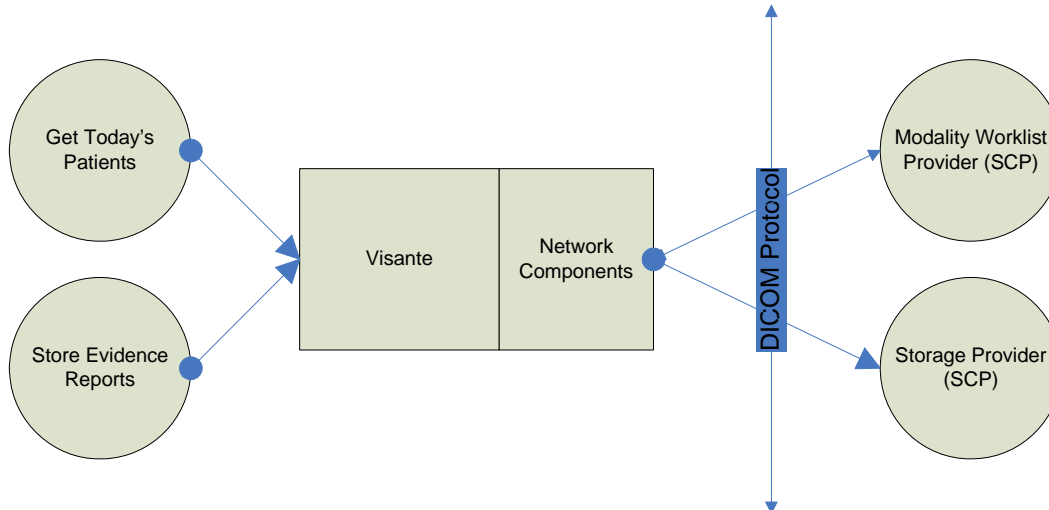 Get Today's
Patients
Store Evidence
Reports
Visante
Network
Components
DICOM Protocol
Modality Worklist
Provider (SCP)
Storage Provider
(SCP)